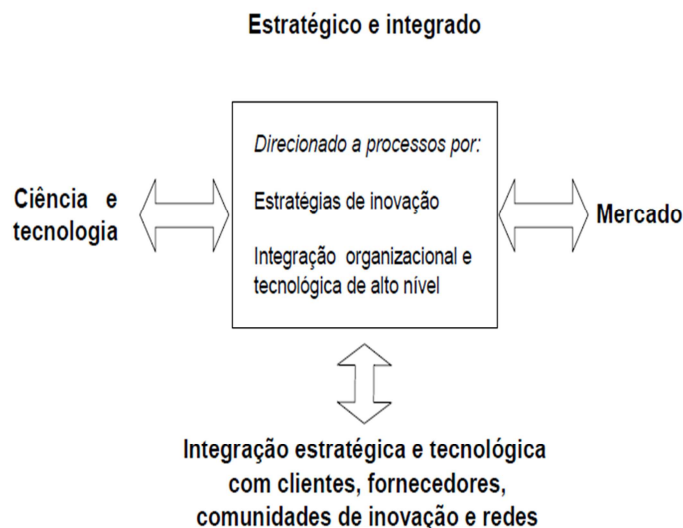 Estratégico e integrado
Direcionado a processos por:
Estratégias de inovação
Integração organizacional e
tecnológica de alto nível
Ciência e
tecnologia
Mercado
Integração estratégica e tecnológica
com clientes, fornecedores,
comunidades de inovação e redes